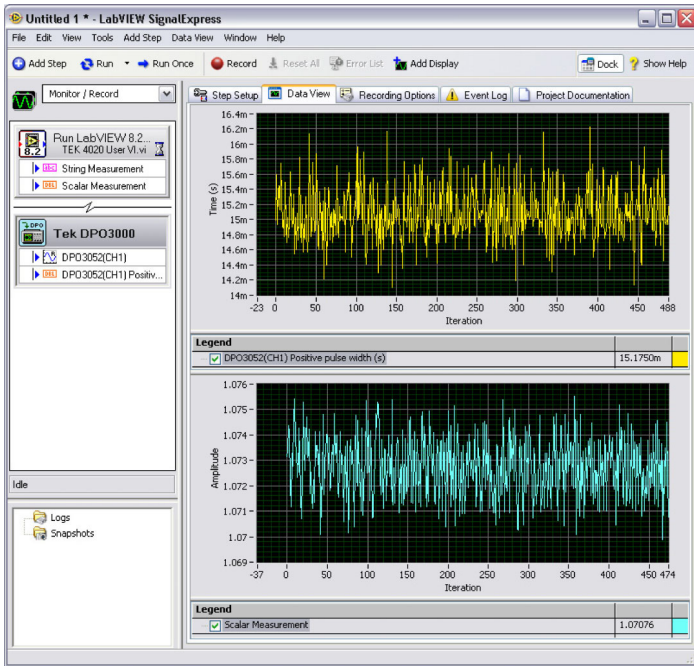 Untitled 1 * - LabVIEW SignalExpress
File Edit View Tools Add Step Data View Window Help
Add Step Run Run Once Record Reset All Error List Add Display Dock Show Help
Monitor / Record
Run LabVIEW 8.2...
TEK 4020 User VI.vi
8.2
abc String Measurement
DBL Scalar Measurement
DPO
Tek DPO3000
DPO3052(CH1)
DBL DPO3052(CH1) Positiv...
Idle
Logs
Snapshots
Step Setup Data View Recording Options Event Log Project Documentation
16.4m
16.2m
16m
15.8m
15.6m
15.4m
15.2m
15m
14.8m
14.6m
14.4m
14.2m
14m
Time (s)
-23 0 50 100 150 200 250 300 350 400 450 488
Iteration
Legend
DPO3052(CH1) Positive pulse width (s) 15.1750m
1.076
1.075
1.074
1.073
1.072
1.071
1.07
1.069
Amplitude
-37 0 50 100 150 200 250 300 350 400 450 474
Iteration
Legend
Scalar Measurement 1.07076